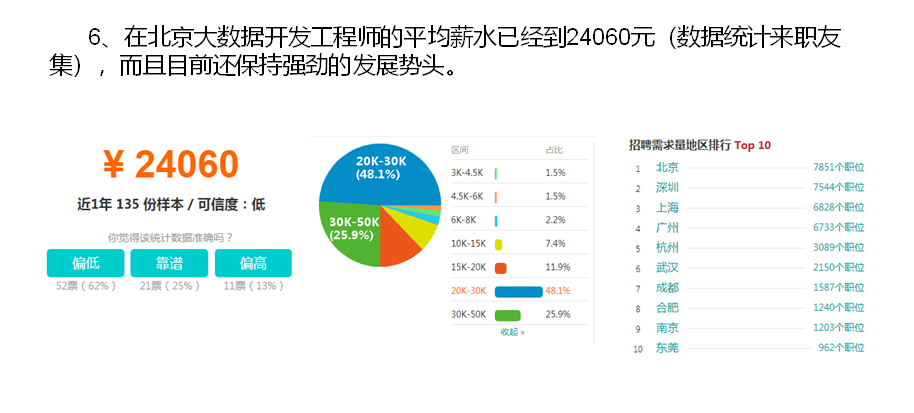 6、在北京大数据开发工程师的平均薪水已经到24060元（数据统计来职友
集），而且目前还保持强劲的发展势头。
¥ 24060
近1年 135 份样本 / 可信度：低
你觉得该统计数据准确吗？
偏低 靠谱 偏高
52票（62%） 21票（25%） 11票（13%）
20K-30K
(48.1%)
30K-50K
(25.9%)
区间 占比
3K-4.5K 1.5%
4.5K-6K 1.5%
6K-8K 2.2%
10K-15K 7.4%
15K-20K 11.9%
20K-30K 48.1%
30K-50K 25.9%
收起 »
招聘需求量地区排行 Top 10
1 北京 7851个职位
2 深圳 7544个职位
3 上海 6828个职位
4 广州 6733个职位
5 杭州 3089个职位
6 武汉 2150个职位
7 成都 1587个职位
8 合肥 1240个职位
9 南京 1203个职位
10 东莞 962个职位